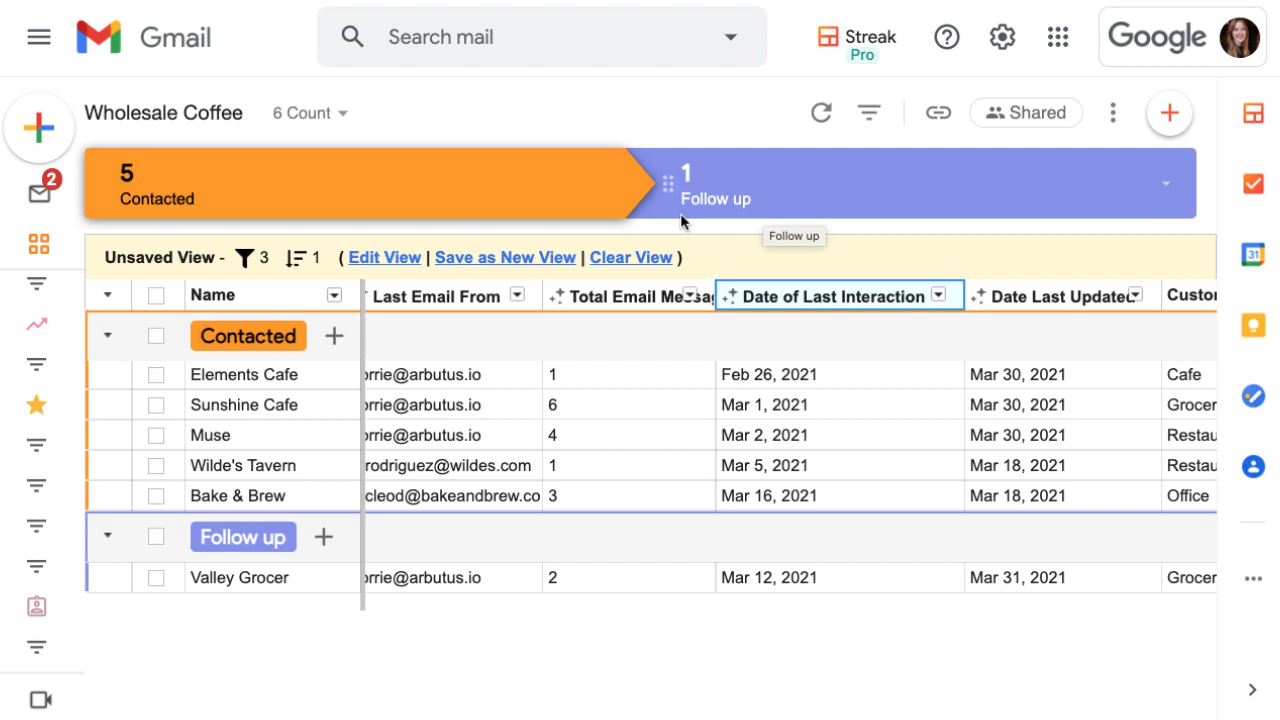 Gmail
Search mail
Streak
Pro
Google
Wholesale Coffee
6 Count
Shared
2
5
Contacted
1
Follow up
Follow up
Unsaved View - 3 1 ( Edit View | Save as New View | Clear View )
31
Name Last Email From Total Email Messag Date of Last Interaction Date Last Updated Custor
Contacted +
Elements Cafe orrie@arbutus.io 1 Feb 26, 2021 Mar 30, 2021 Cafe
Sunshine Cafe orrie@arbutus.io 6 Mar 1, 2021 Mar 30, 2021 Grocer
Muse orrie@arbutus.io 4 Mar 2, 2021 Mar 30, 2021 Restau
Wilde's Tavern rodriguez@wildes.com 1 Mar 5, 2021 Mar 18, 2021 Restau
Bake & Brew cleod@bakeandbrew.co 3 Mar 16, 2021 Mar 18, 2021 Office
Follow up +
Valley Grocer orrie@arbutus.io 2 Mar 12, 2021 Mar 31, 2021 Grocer